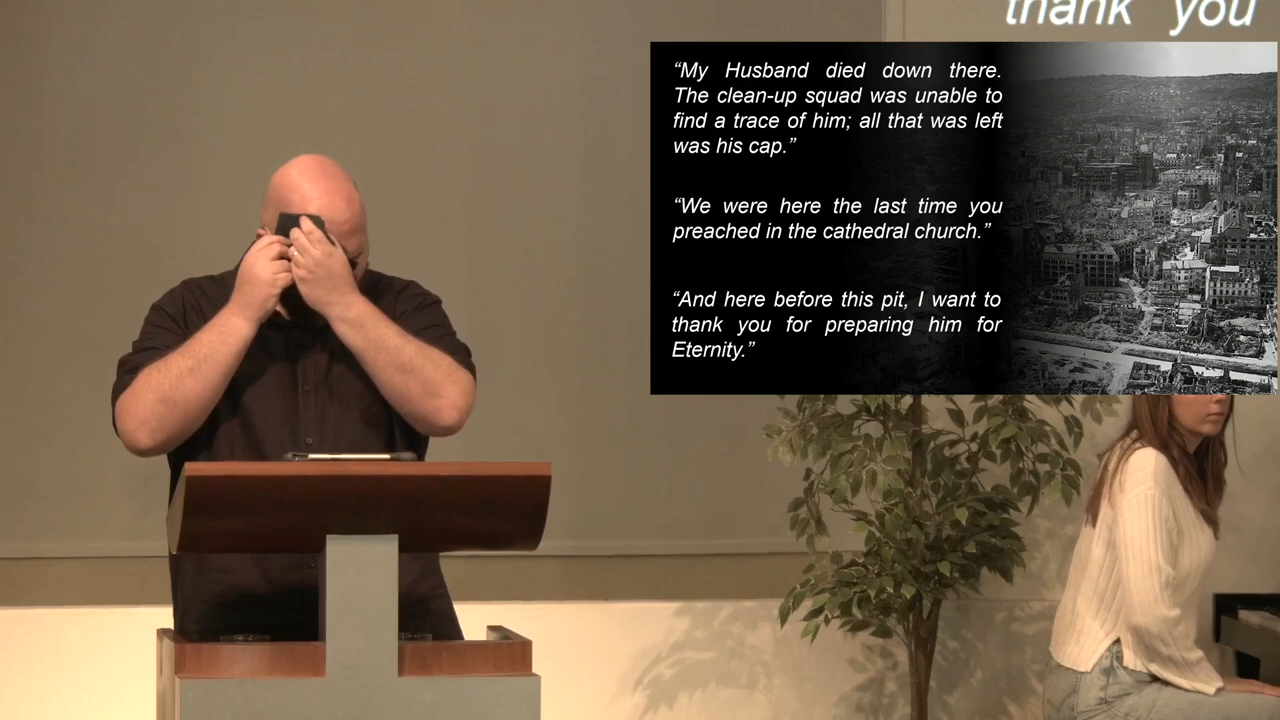 thank you
“My Husband died down there.
The clean-up squad was unable to
find a trace of him; all that was left
was his cap.”
“We were here the last time you
preached in the cathedral church.”
“And here before this pit, I want to
thank you for preparing him for
Eternity.”